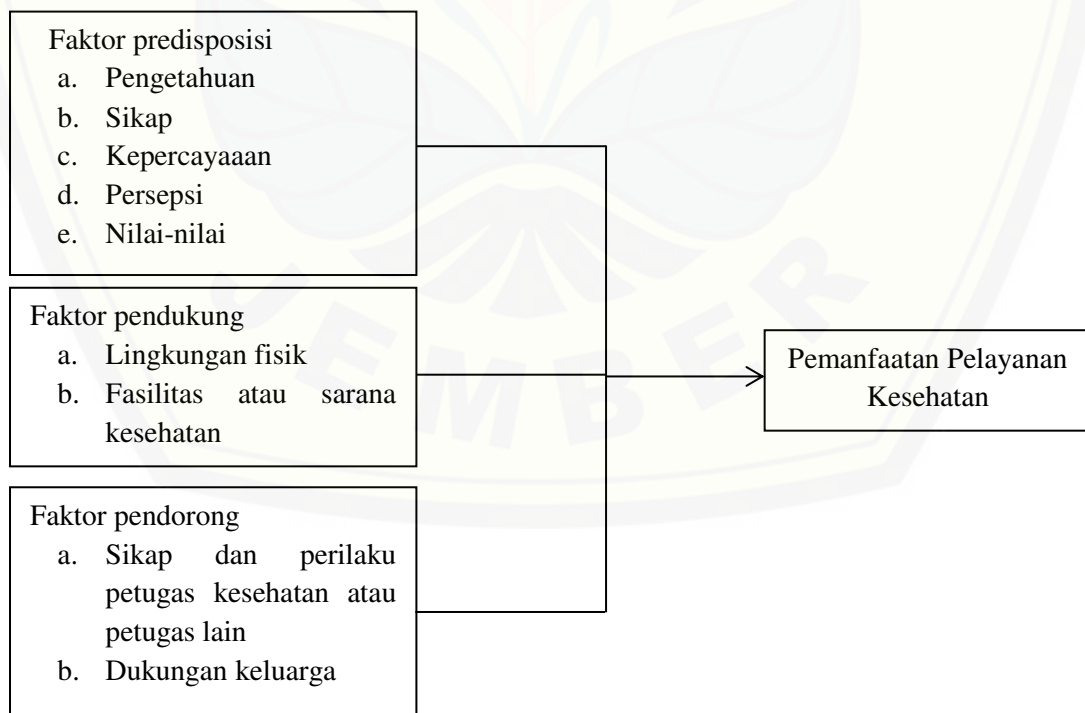 Faktor predisposisi
a. Pengetahuan
b. Sikap
c. Kepercayaaan
d. Persepsi
e. Nilai-nilai
Faktor pendukung
a. Lingkungan fisik
b. Fasilitas atau sarana
kesehatan
Faktor pendorong
a. Sikap dan perilaku
petugas kesehatan atau
petugas lain
b. Dukungan keluarga
Pemanfaatan Pelayanan
Kesehatan
JEMBER